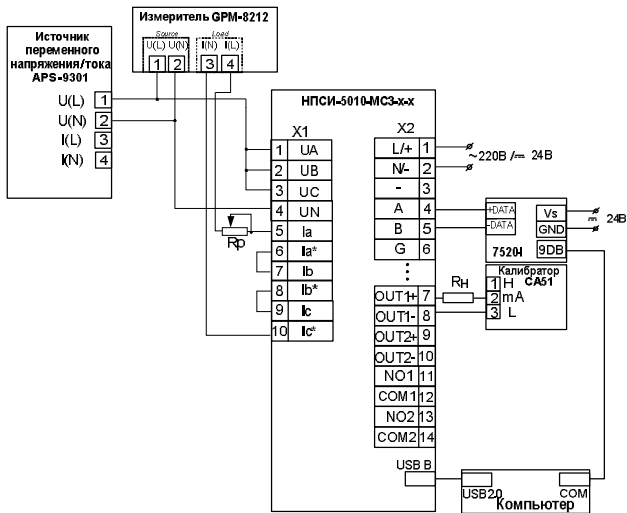 Источник
переменного
напряжения/тока
APS-9301
U(L) 1
U(N) 2
I(L) 3
I(N) 4
Измеритель GPM-8212
Source Load
U(L) U(N) I(N) I(L)
1 2 3 4
НПСИ-5010-МС3-х-х
X1
1 UA
2 UB
3 UC
4 UN
5 Ia
6 Ia*
7 Ib
8 Ib*
9 Ic
10 Ic*
Rp
X2
L/+ 1
N/- 2
- 3
A 4
B 5
G 6
OUT1+ 7
OUT1- 8
OUT2+ 9
OUT2- 10
NO1 11
COM1 12
NO2 13
COM2 14
USB B
~220В /⎓ 24В
+DATA
-DATA
Vs
GND
9DB
7520I
24В
Rн
Калибратор
CA51
1 H
2 mA
3 L
USB2.0 COM
Компьютер